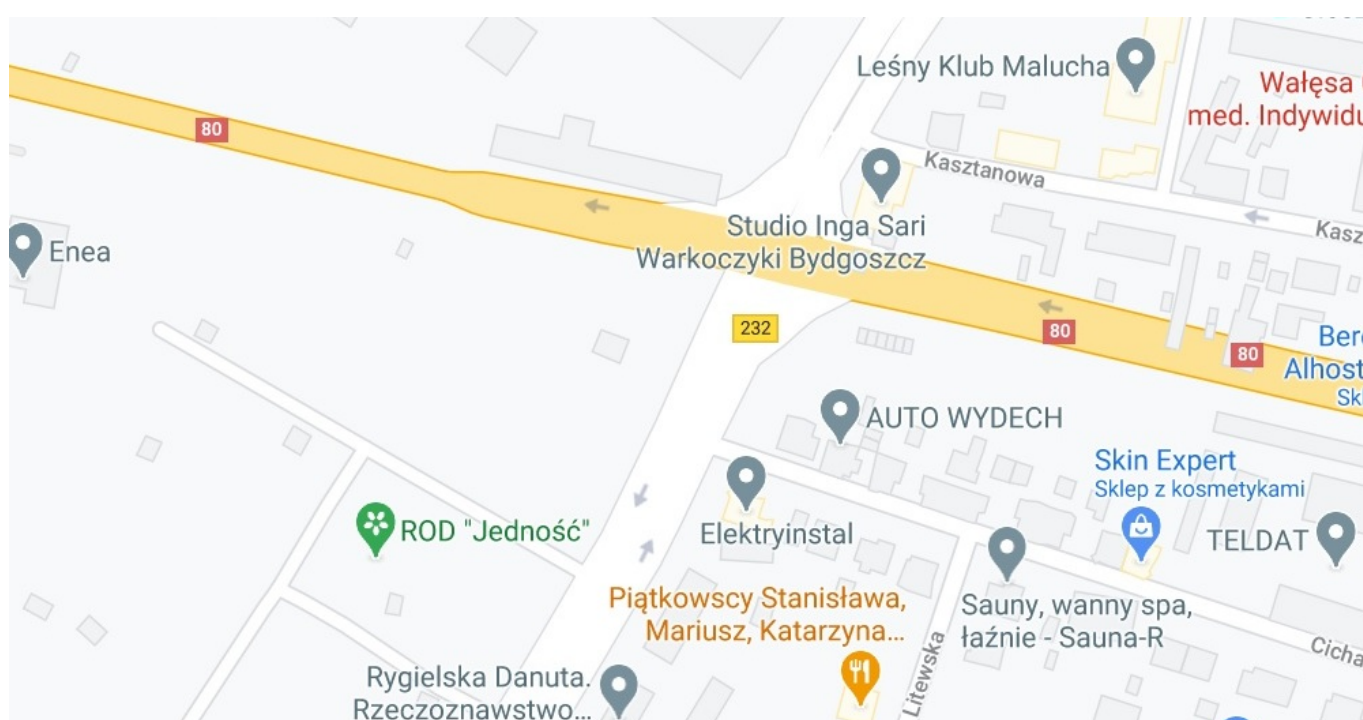 Leśny Klub Malucha
Wałęsa
med. Indywidu
80
Kasztanowa
Studio Inga Sari
Warkoczyki Bydgoszcz
Kasz
Enea
232
80
80
Ber
Alhost
Sk
AUTO WYDECH
Skin Expert
Sklep z kosmetykami
Elektryinstal
ROD "Jedność"
TELDAT
Piątkowscy Stanisława,
Mariusz, Katarzyna...
Sauny, wanny spa,
łaźnie - Sauna-R
Litewska
Cicha
Rygielska Danuta.
Rzeczoznawstwo...